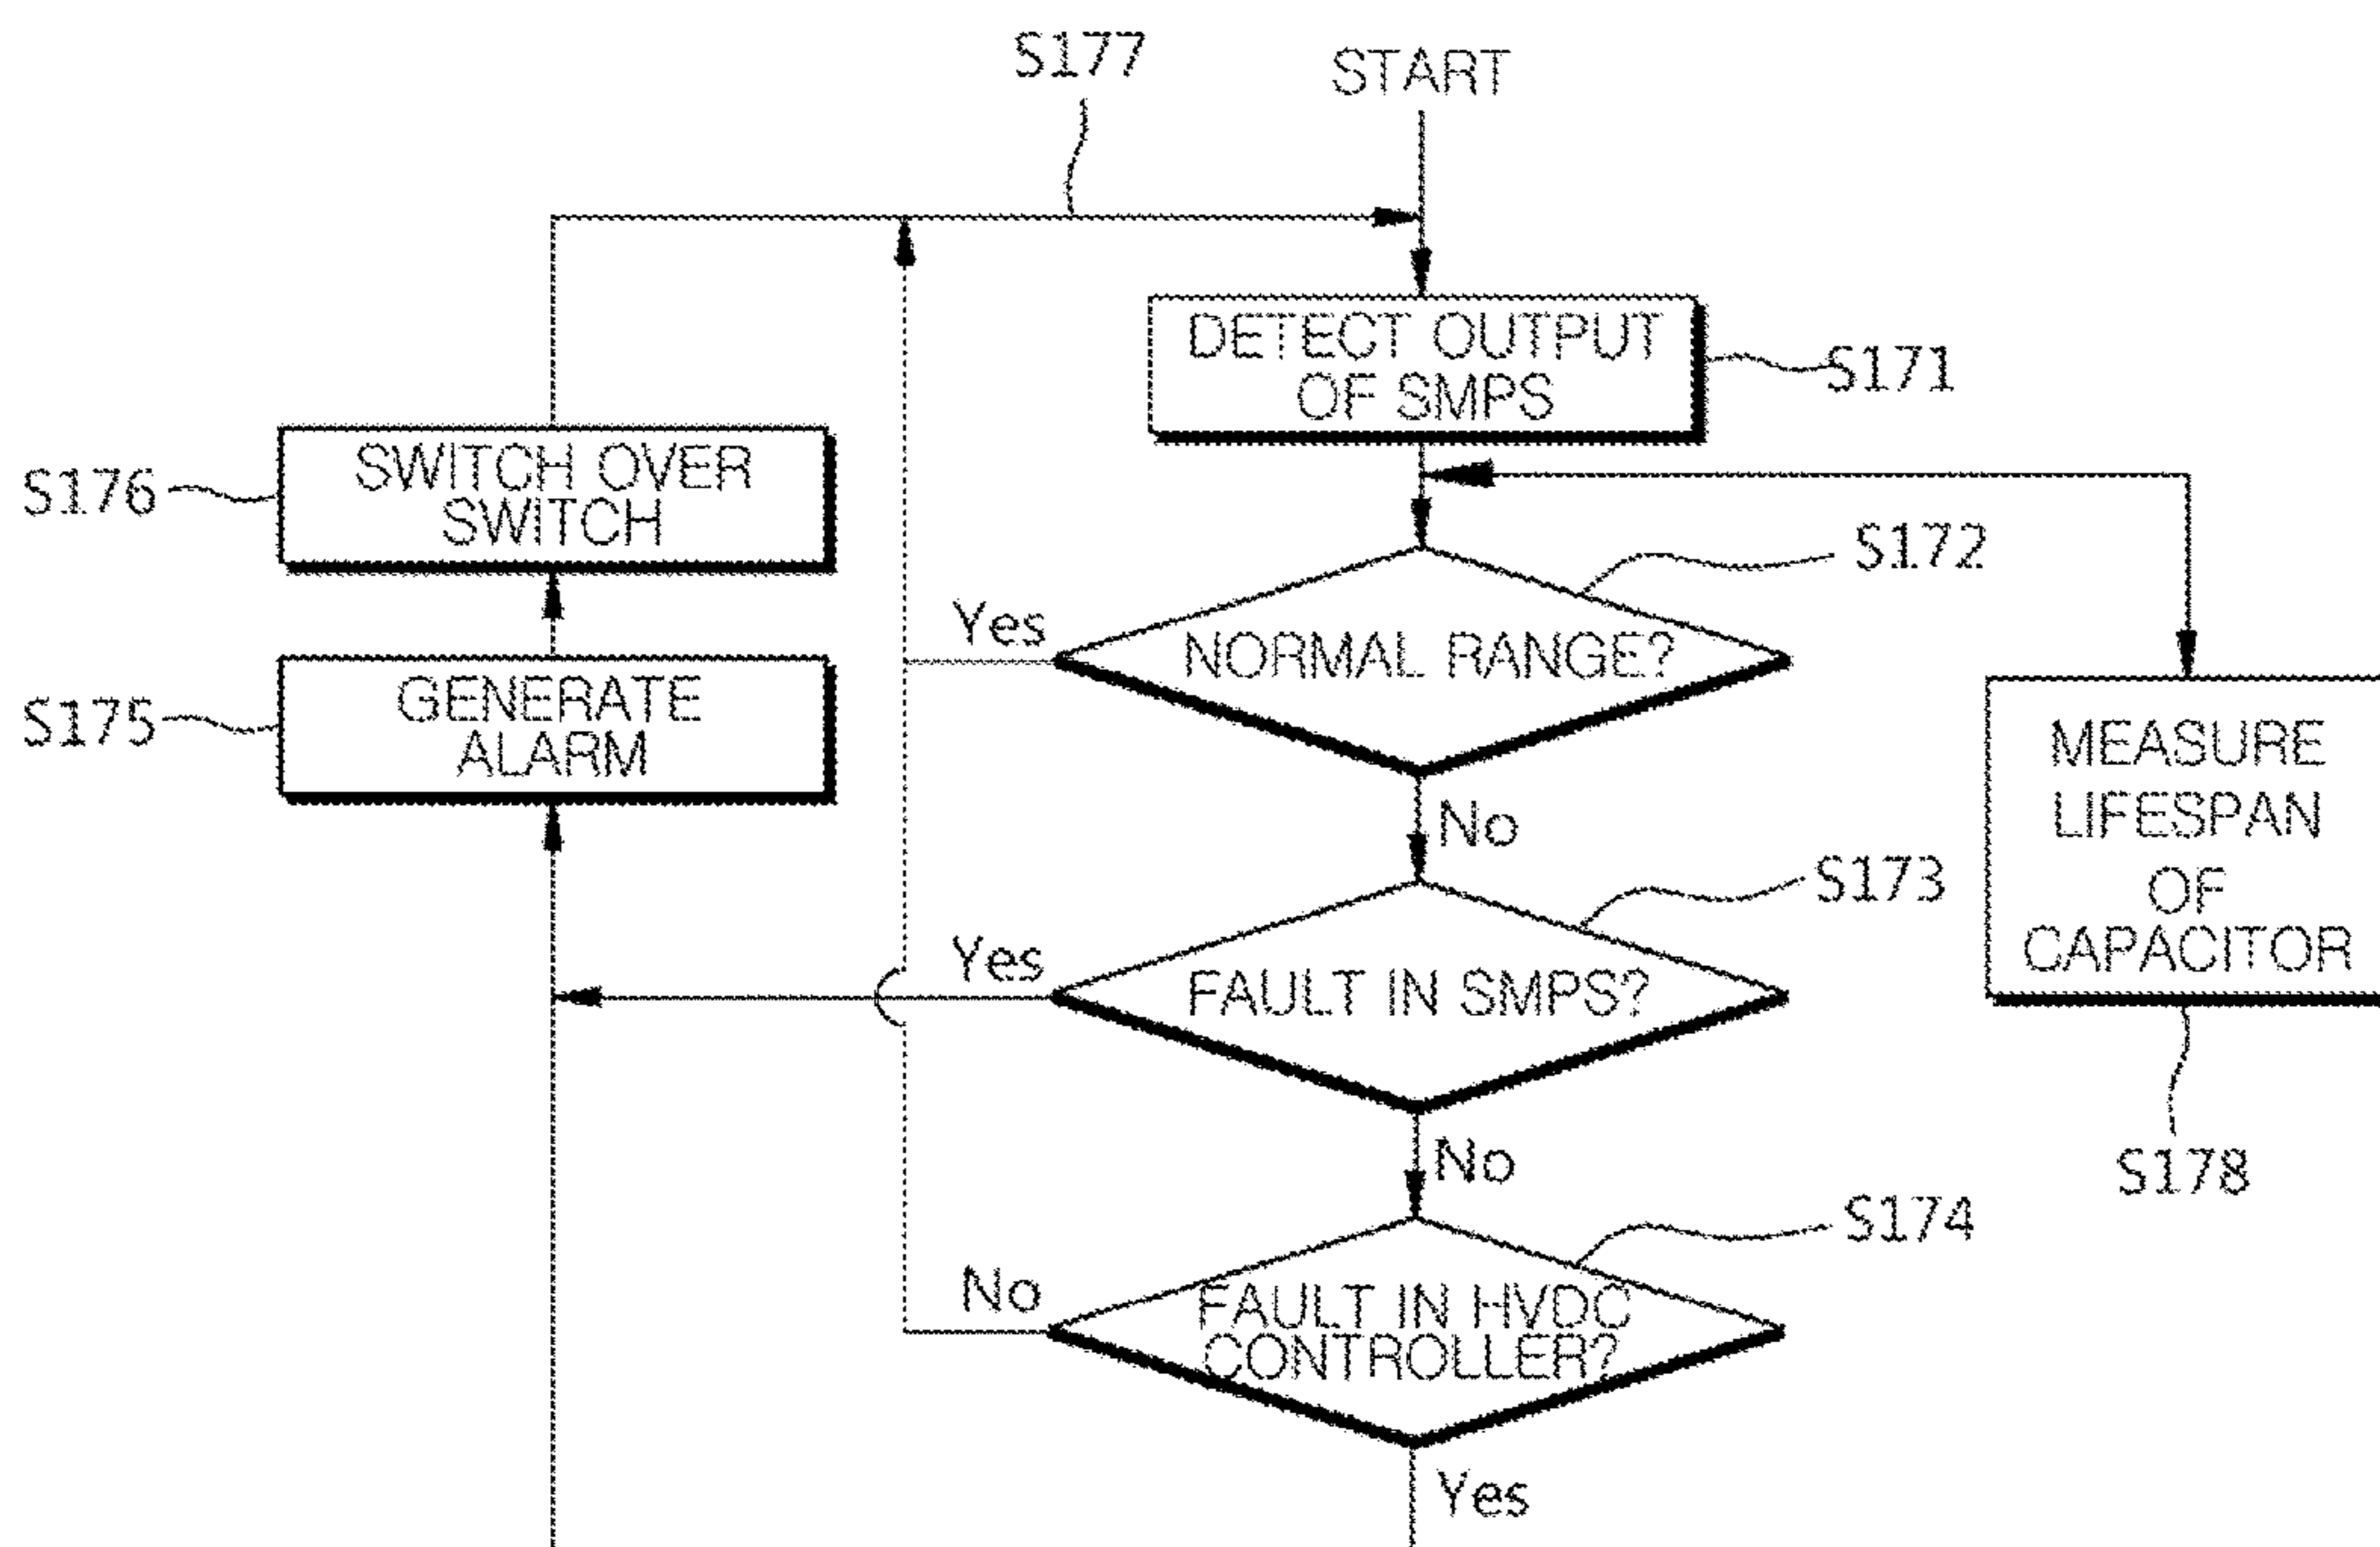 S177
START
DETECT OUTPUT
OF SMPS
S171
S176
SWITCH OVER
SWITCH
S172
Yes
NORMAL RANGE?
S175
GENERATE
ALARM
MEASURE
LIFESPAN
OF
CAPACITOR
No
S173
Yes
FAULT IN SMPS?
No
S178
S174
No
FAULT IN HVDC
CONTROLLER?
Yes